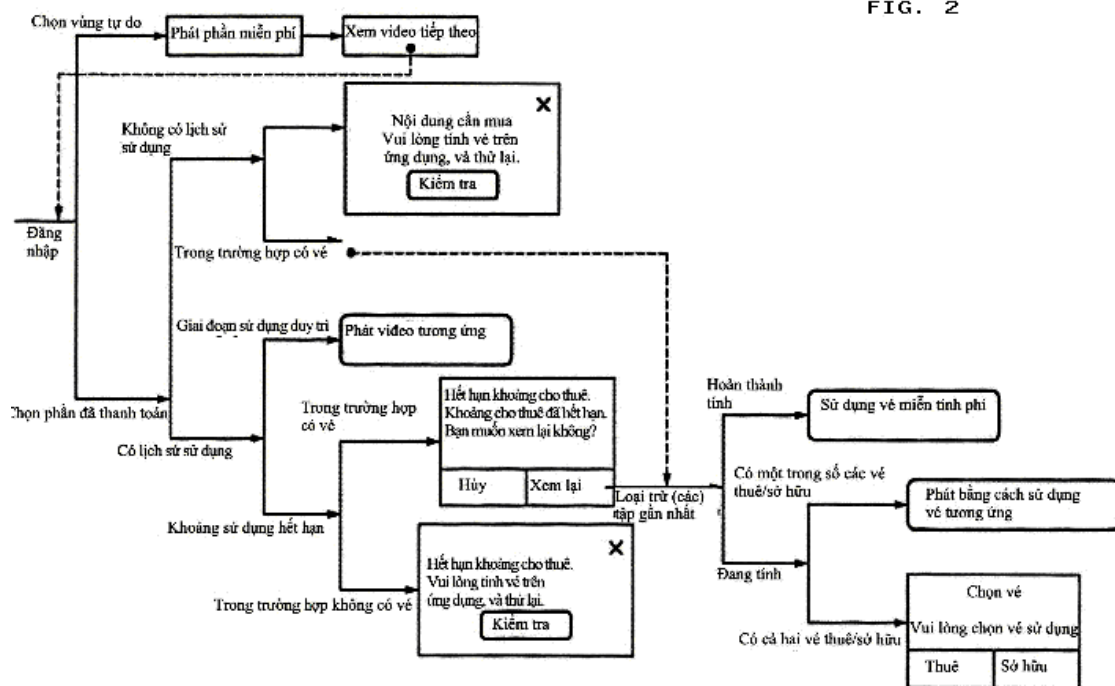 FIG. 2
Chọn vùng tự do
Phát phần miễn phí
Xem video tiếp theo
Không có lịch sử
sử dụng
Nội dung cần mua
Vui lòng tính vé trên
ứng dụng, và thử lại.
Kiểm tra
Đăng
nhập
Trong trường hợp có vé
Giai đoạn sử dụng duy trì
Phát video tương ứng
Chọn phần đã thanh toán
Có lịch sử sử dụng
Trong trường hợp
có vé
Hết hạn khoảng cho thuê.
Khoảng cho thuê đã hết hạn.
Bạn muốn xem lại không?
Hủy
Xem lại
Khoảng sử dụng hết hạn
Loại trừ (các)
tập gần nhất
Hoàn thành
tính
Sử dụng vé miễn tính phí
Có một trong số các vé
thuê/sở hữu
Phát bằng cách sử dụng
vé tương ứng
Đang tính
Hết hạn khoảng cho thuê.
Vui lòng tính vé trên
ứng dụng, và thử lại.
Kiểm tra
Trong trường hợp không có vé
Có cả hai vé thuê/sở hữu
Chọn vé
Vui lòng chọn vé sử dụng
Thuê
Sở hữu